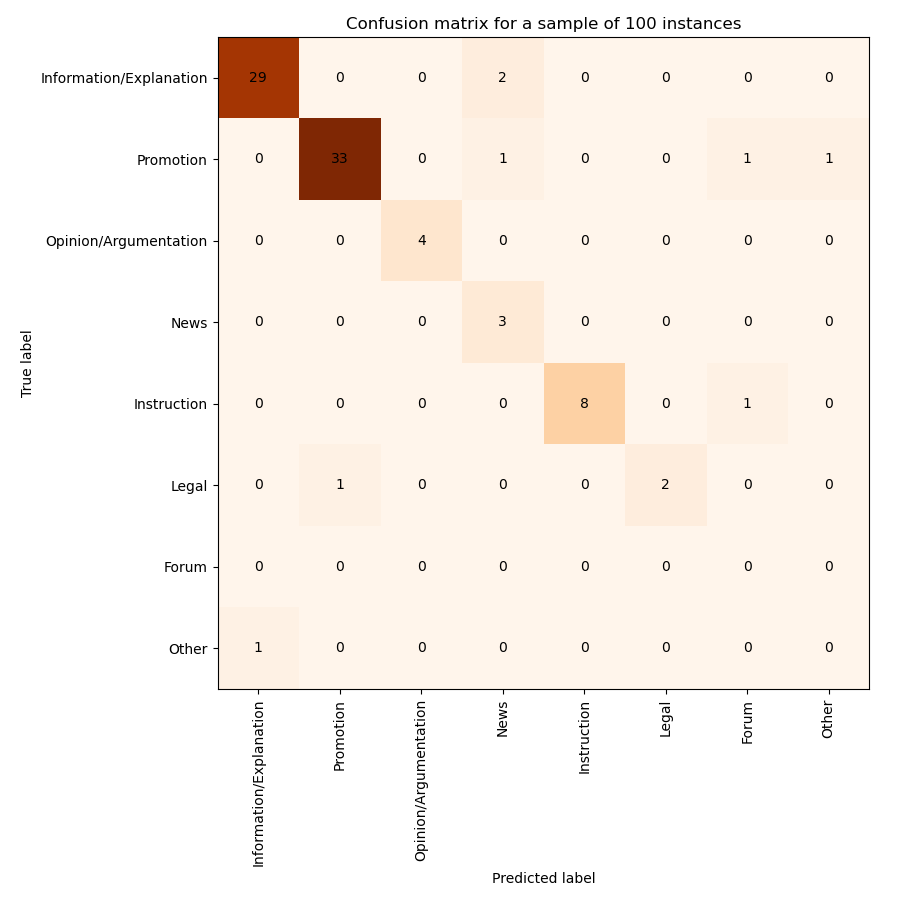 Confusion matrix for a sample of 100 instances
Information/Explanation 29 0 0 2 0 0 0 0
Promotion 0 33 0 1 0 0 1 1
Opinion/Argumentation 0 0 4 0 0 0 0 0
News 0 0 0 3 0 0 0 0
Instruction 0 0 0 0 8 0 1 0
Legal 0 1 0 0 0 2 0 0
Forum 0 0 0 0 0 0 0 0
Other 1 0 0 0 0 0 0 0
True label
Information/Explanation Promotion Opinion/Argumentation News Instruction Legal Forum Other
Predicted label